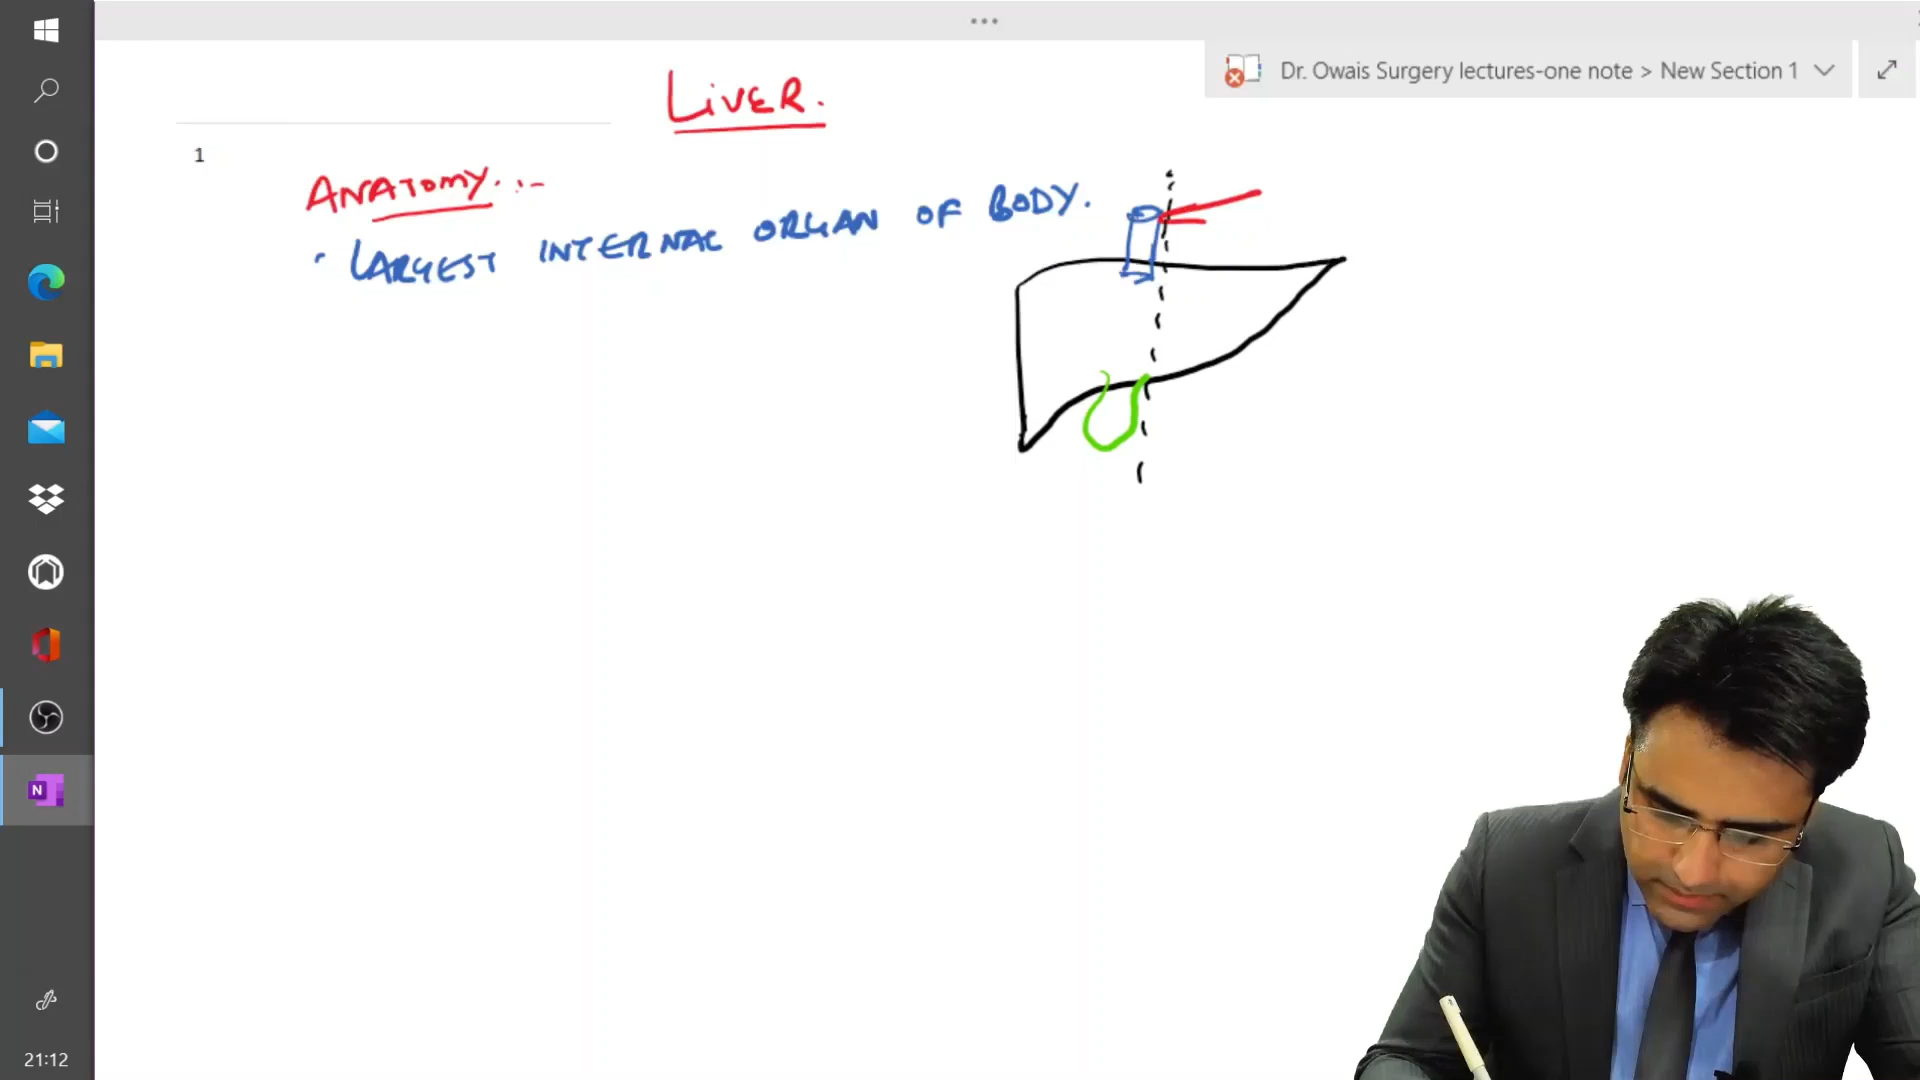 Dr. Owais Surgery lectures-one note > New Section 1
LIVER.
1
ANATOMY:-
• LARGEST INTERNAL ORGAN OF BODY.
N
21:12